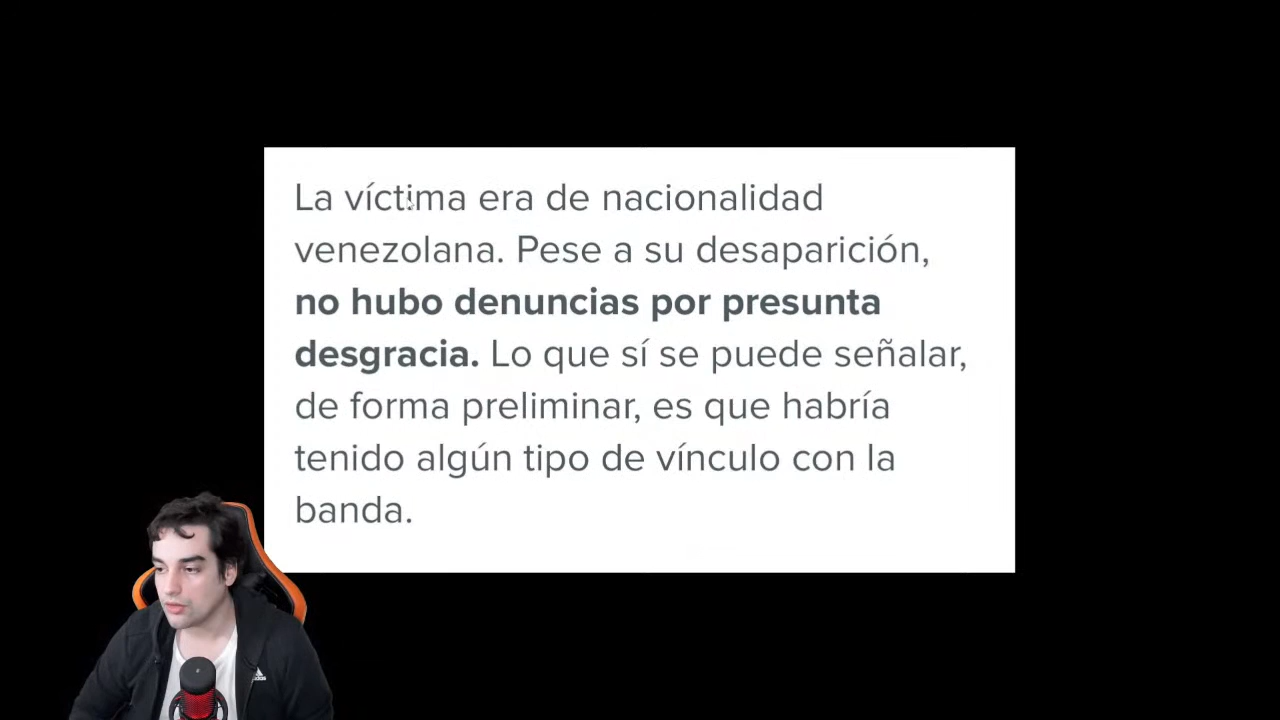 La víctima era de nacionalidad
venezolana. Pese a su desaparición,
no hubo denuncias por presunta
desgracia. Lo que sí se puede señalar,
de forma preliminar, es que habría
tenido algún tipo de vínculo con la
banda.